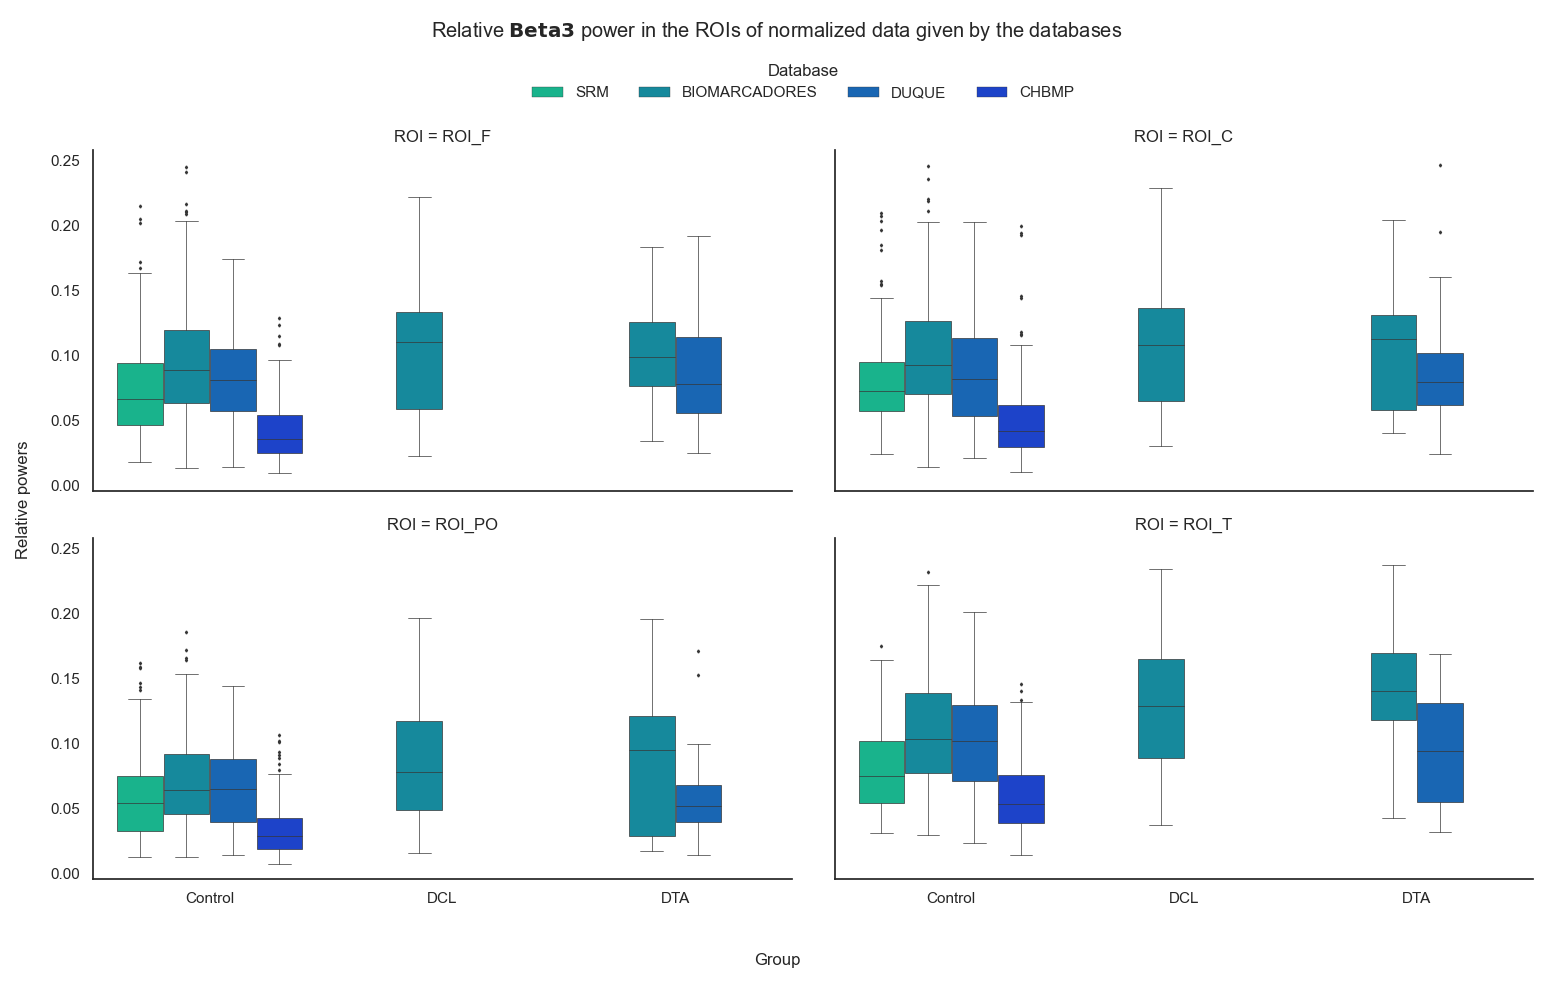 Relative Beta3 power in the ROIs of normalized data given by the databases
Database
SRM BIOMARCADORES DUQUE CHBMP
ROI = ROI_F
ROI = ROI_C
0.25
0.20
0.15
0.10
0.05
0.00
Relative powers
ROI = ROI_PO
ROI = ROI_T
0.25
0.20
0.15
0.10
0.05
0.00
Control DCL DTA
Control DCL DTA
Group